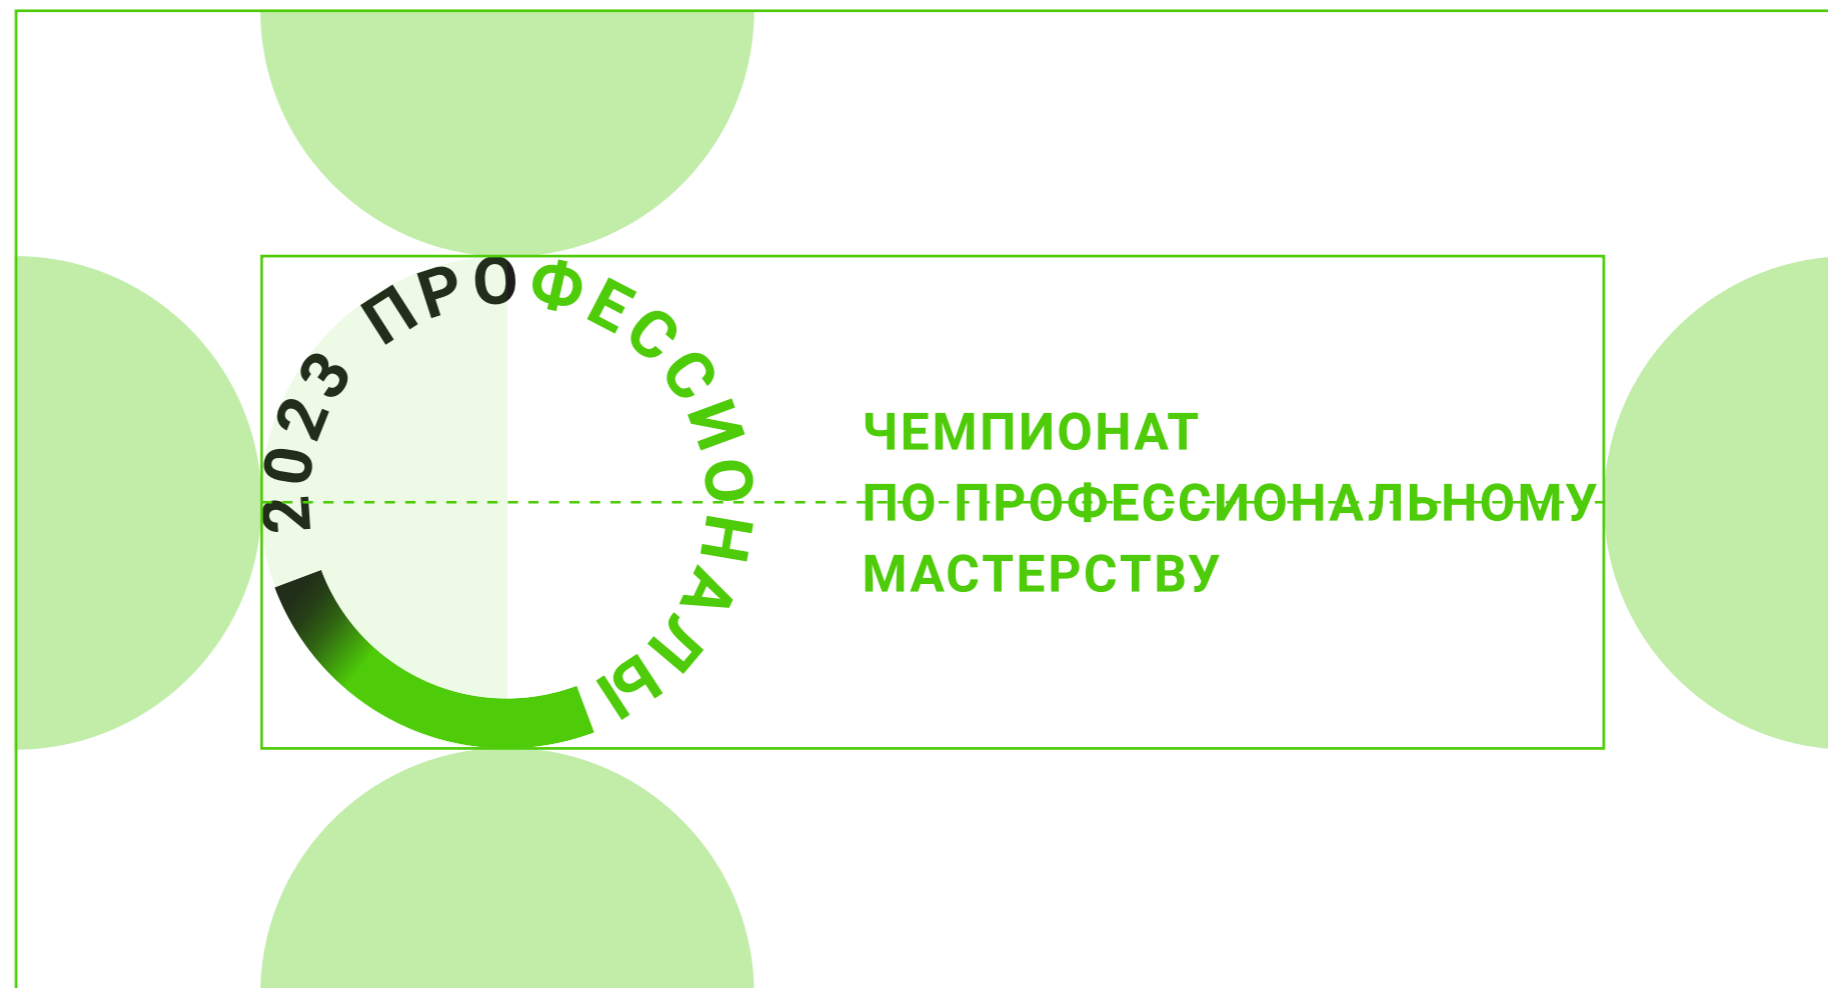 2023 ПРОФЕССИОНАЛЫ
ЧЕМПИОНАТ
ПО ПРОФЕССИОНАЛЬНОМУ
МАСТЕРСТВУ